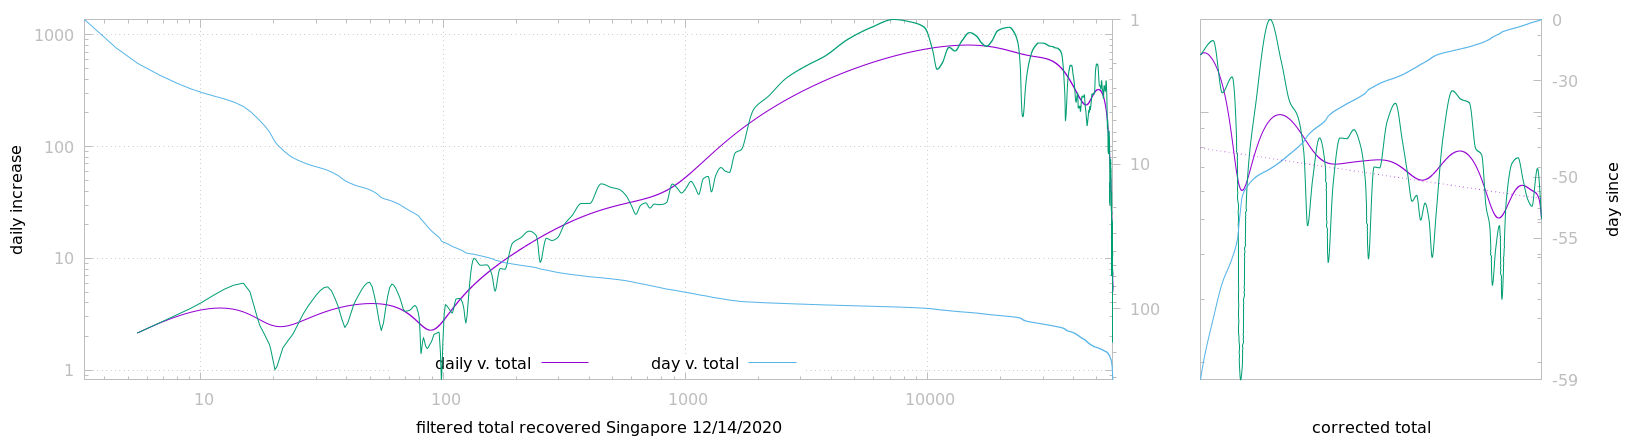 1000
100
10
1
daily increase
10
100
1000
10000
1
10
100
daily v. total
day v. total
filtered total recovered Singapore 12/14/2020
0
-30
-50
-55
-59
day since
corrected total